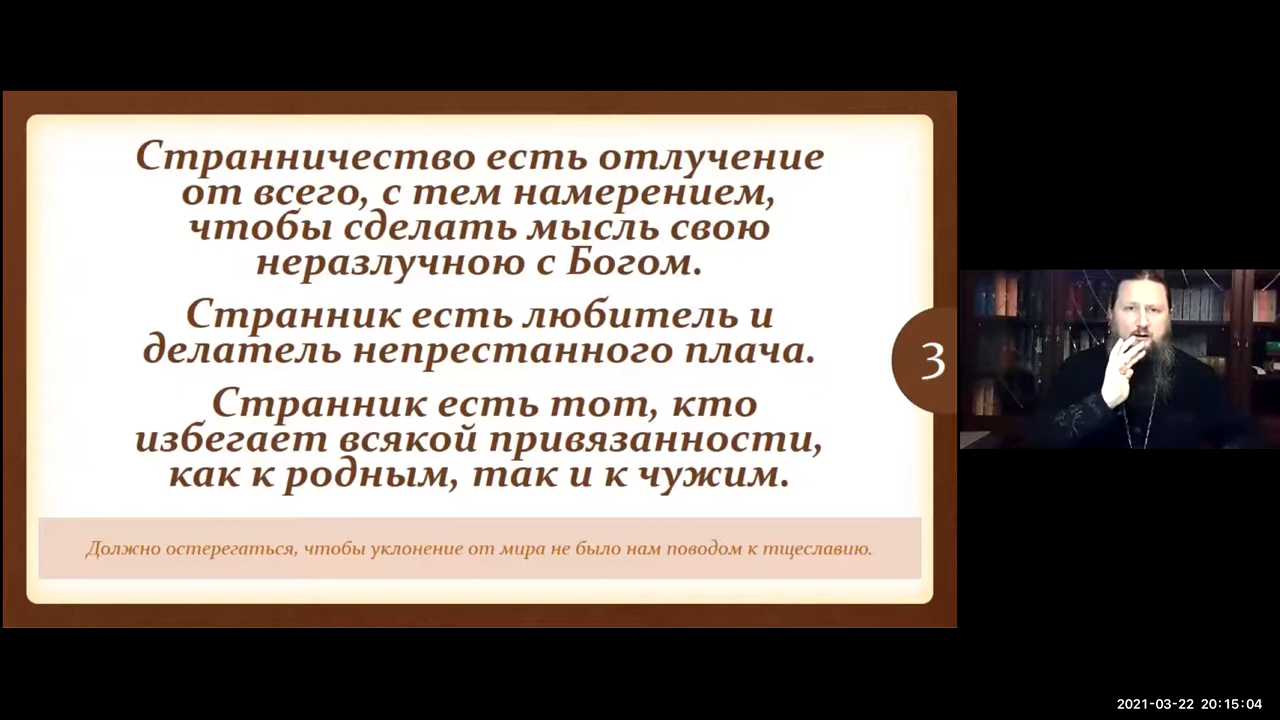 Странничество есть отлучение
от всего, с тем намерением,
чтобы сделать мысль свою
неразлучною с Богом.
Странник есть любитель и
делатель непрестанного плача.
Странник есть тот, кто
избегает всякой привязанности,
как к родным, так и к чужим.
3
Должно остерегаться, чтобы уклонение от мира не было нам поводом к тщеславию.
2021-03-22 20:15:04